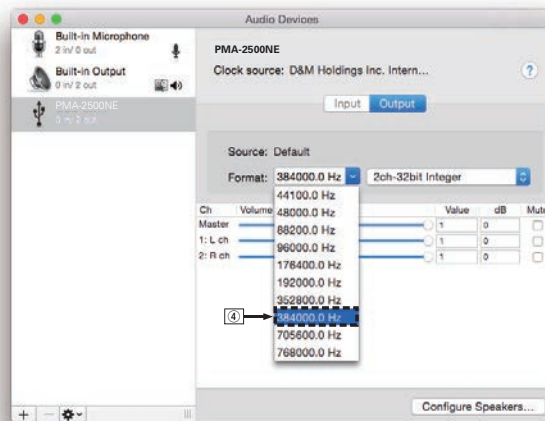 Audio Devices
Built-in Microphone
2 in/ 0 out
Built-in Output
0 in/ 2 out
PMA-2500NE
0 in/ 2 out
PMA-2500NE
Clock source: D&M Holdings Inc. Intern...
?
Input Output
Source: Default
Format: 384000.0 Hz 2ch-32bit Integer
44100.0 Hz
48000.0 Hz
88200.0 Hz
96000.0 Hz
176400.0 Hz
192000.0 Hz
352800.0 Hz
④ 384000.0 Hz
705600.0 Hz
768000.0 Hz
Ch Volume Value dB Mute
Master 1 0
1: L ch 1 0
2: R ch 1 0
+ −
Configure Speakers...